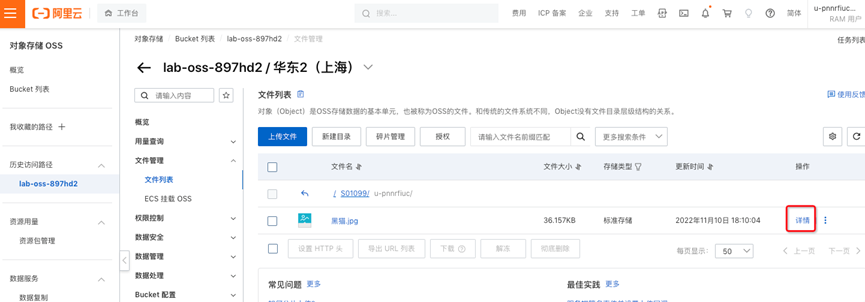 阿里云 工作台 搜索... 费用 ICP 备案 企业 支持 工单 简体 u-pnnrfiuc...
RAM 用户
对象存储 OSS
概览
Bucket 列表
我收藏的路径
历史访问路径
lab-oss-897hd2
资源用量
资源包管理
数据服务
数据复制
对象存储 / Bucket 列表 / lab-oss-897hd2 / 文件管理 任务列表
lab-oss-897hd2 / 华东2（上海）
请输入内容
概览
用量查询
文件管理
文件列表
ECS 挂载 OSS
权限控制
数据安全
数据管理
数据处理
Bucket 配置
文件列表 使用反馈
对象（Object）是OSS存储数据的基本单元，也被称为OSS的文件。和传统的文件系统不同，Object没有文件目录层级结构的关系。
上传文件 新建目录 碎片管理 授权 请输入文件名前缀匹配 更多搜索条件
文件名 文件大小 存储类型 更新时间 操作
/ S01099/ u-pnnrfiuc/
黑猫.jpg 36.157KB 标准存储 2022年11月10日 18:10:04 详情
设置 HTTP 头 导出 URL 列表 下载 解冻 彻底删除 每页显示： 50 上一页 下一页
常见问题 更多 最佳实践 更多